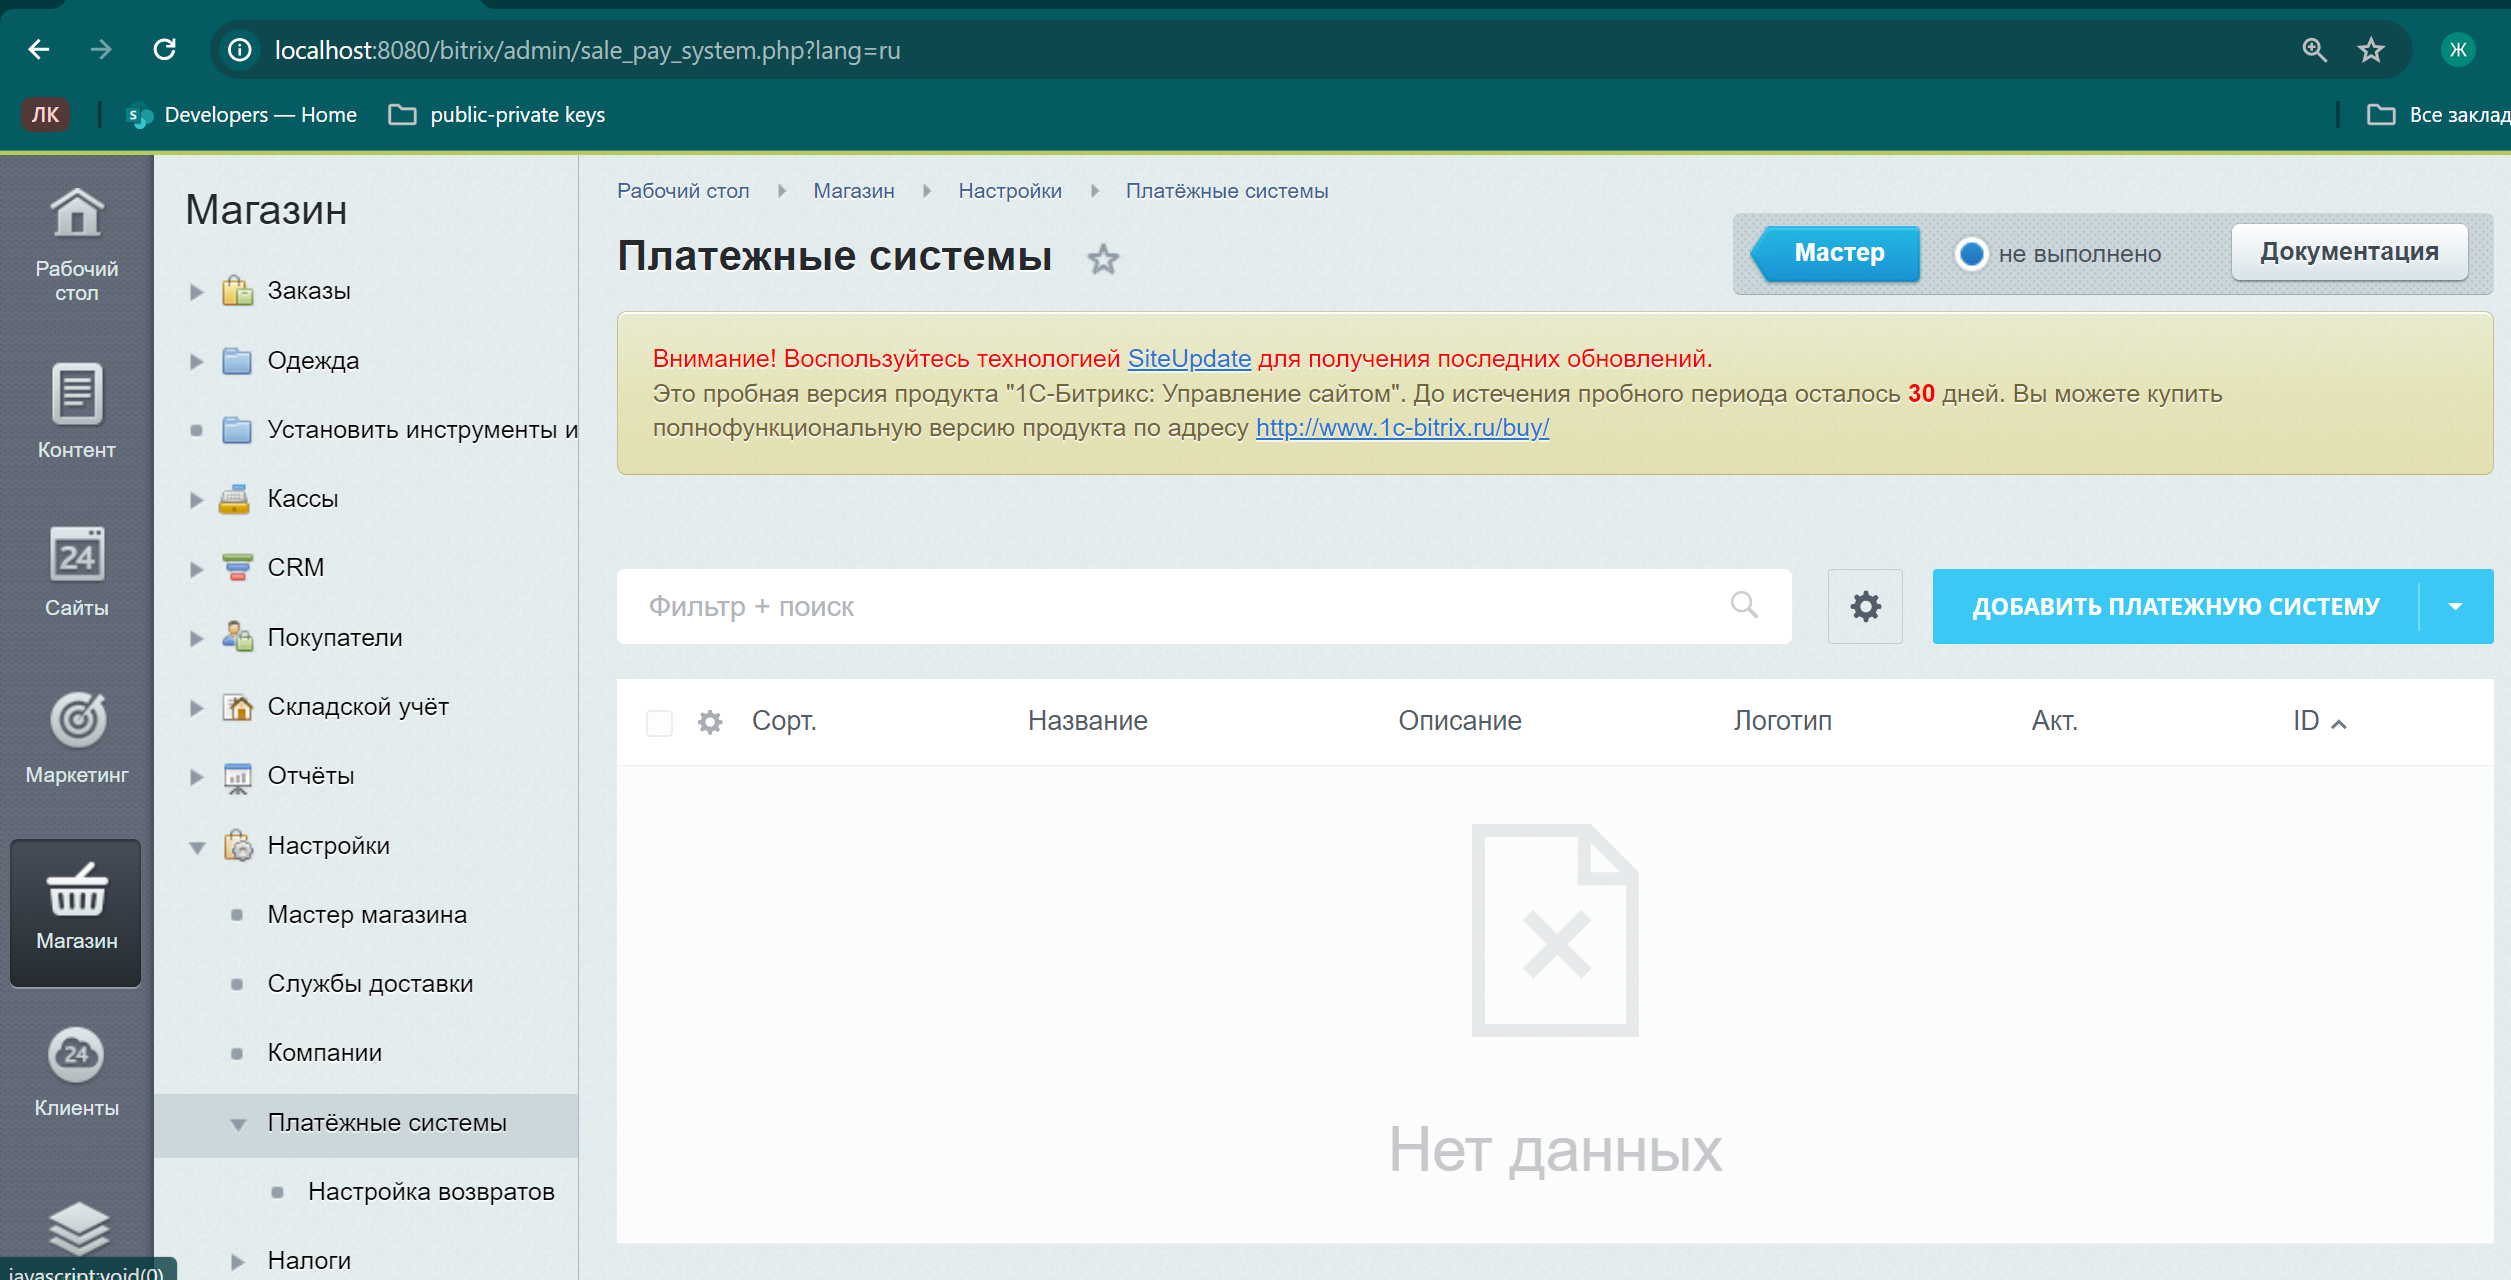 localhost:8080/bitrix/admin/sale_pay_system.php?lang=ru
Ж
ЛК
Developers — Home
public-private keys
Все заклад
Рабочий стол
Контент
24
Сайты
Маркетинг
Магазин
24
Клиенты
javascript:void(0)
Магазин
Заказы
Одежда
Установить инструменты и
Кассы
CRM
Покупатели
Складской учёт
Отчёты
Настройки
Мастер магазина
Службы доставки
Компании
Платёжные системы
Настройка возвратов
Налоги
Рабочий стол Магазин Настройки Платёжные системы
Платежные системы
Мастер не выполнено Документация
Внимание! Воспользуйтесь технологией SiteUpdate для получения последних обновлений.
Это пробная версия продукта "1С-Битрикс: Управление сайтом". До истечения пробного периода осталось 30 дней. Вы можете купить
полнофункциональную версию продукта по адресу http://www.1c-bitrix.ru/buy/
Фильтр + поиск
ДОБАВИТЬ ПЛАТЕЖНУЮ СИСТЕМУ
Сорт. Название Описание Логотип Акт. ID
Нет данных